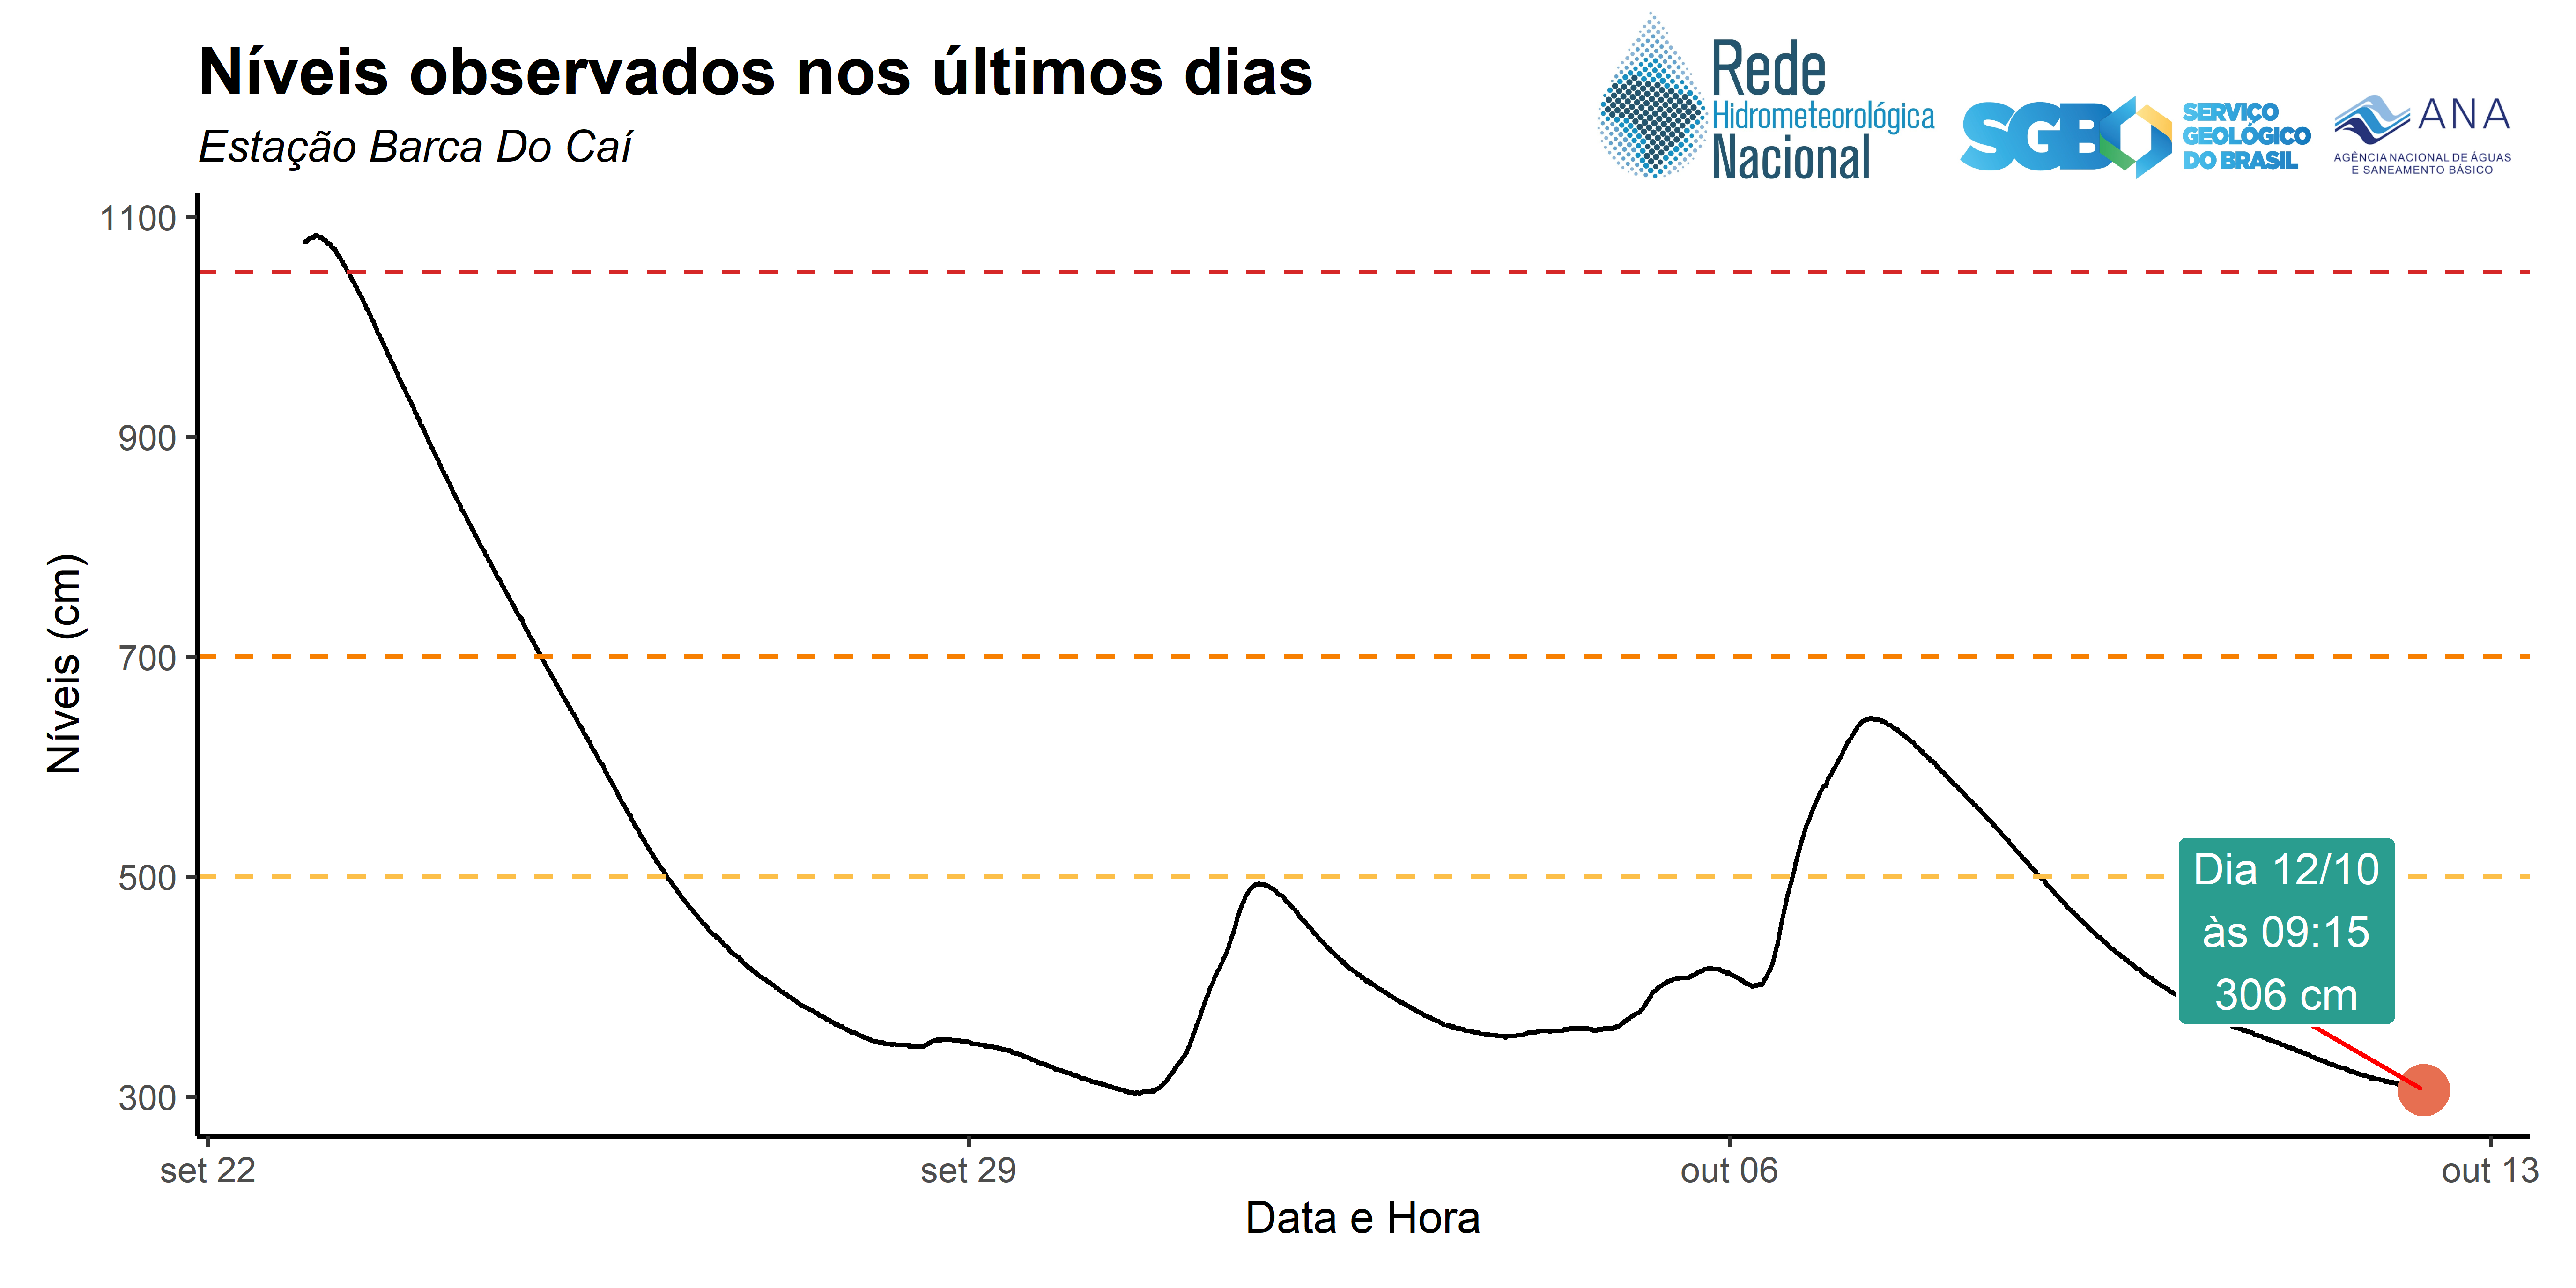 Níveis observados nos últimos dias
Estação Barca Do Caí
Rede
Hidrometeorológica
Nacional
SGB
SERVIÇO
GEOLÓGICO
DO BRASIL
ANA
AGÊNCIA NACIONAL DE ÁGUAS
E SANEAMENTO BÁSICO
Níveis (cm)
1100
900
700
500
300
Dia 12/10
às 09:15
306 cm
set 22
set 29
out 06
out 13
Data e Hora